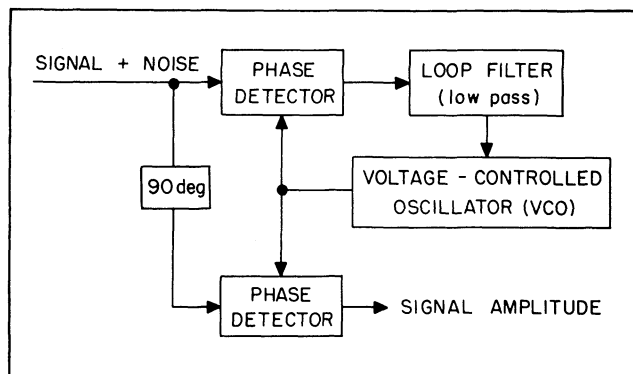 SIGNAL + NOISE
PHASE
DETECTOR
LOOP FILTER
(low pass)
90 deg
VOLTAGE - CONTROLLED
OSCILLATOR (VCO)
PHASE
DETECTOR
SIGNAL AMPLITUDE